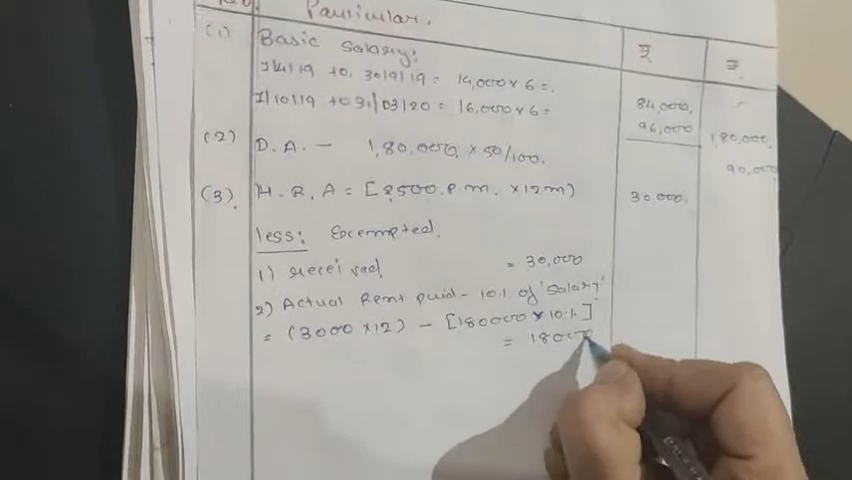 Particular.
₹ ₹
(1) Basic Salary:
1/4/19 to 30/9/19 = 14,000 x 6 = 84,000
1/10/19 to 31/03/20 = 16,000 x 6 = 96,000 1,80,000
(2) D.A. - 1,80,000 x 50/100. 90,000
(3). H.R.A = [2500 p.m. x 12m) 30,000
less: Exempted.
1) received = 30,000
2) Actual Rent paid - 10% of 'Salary'
= (3000 x 12) - [180000 x 10%]
= 18000